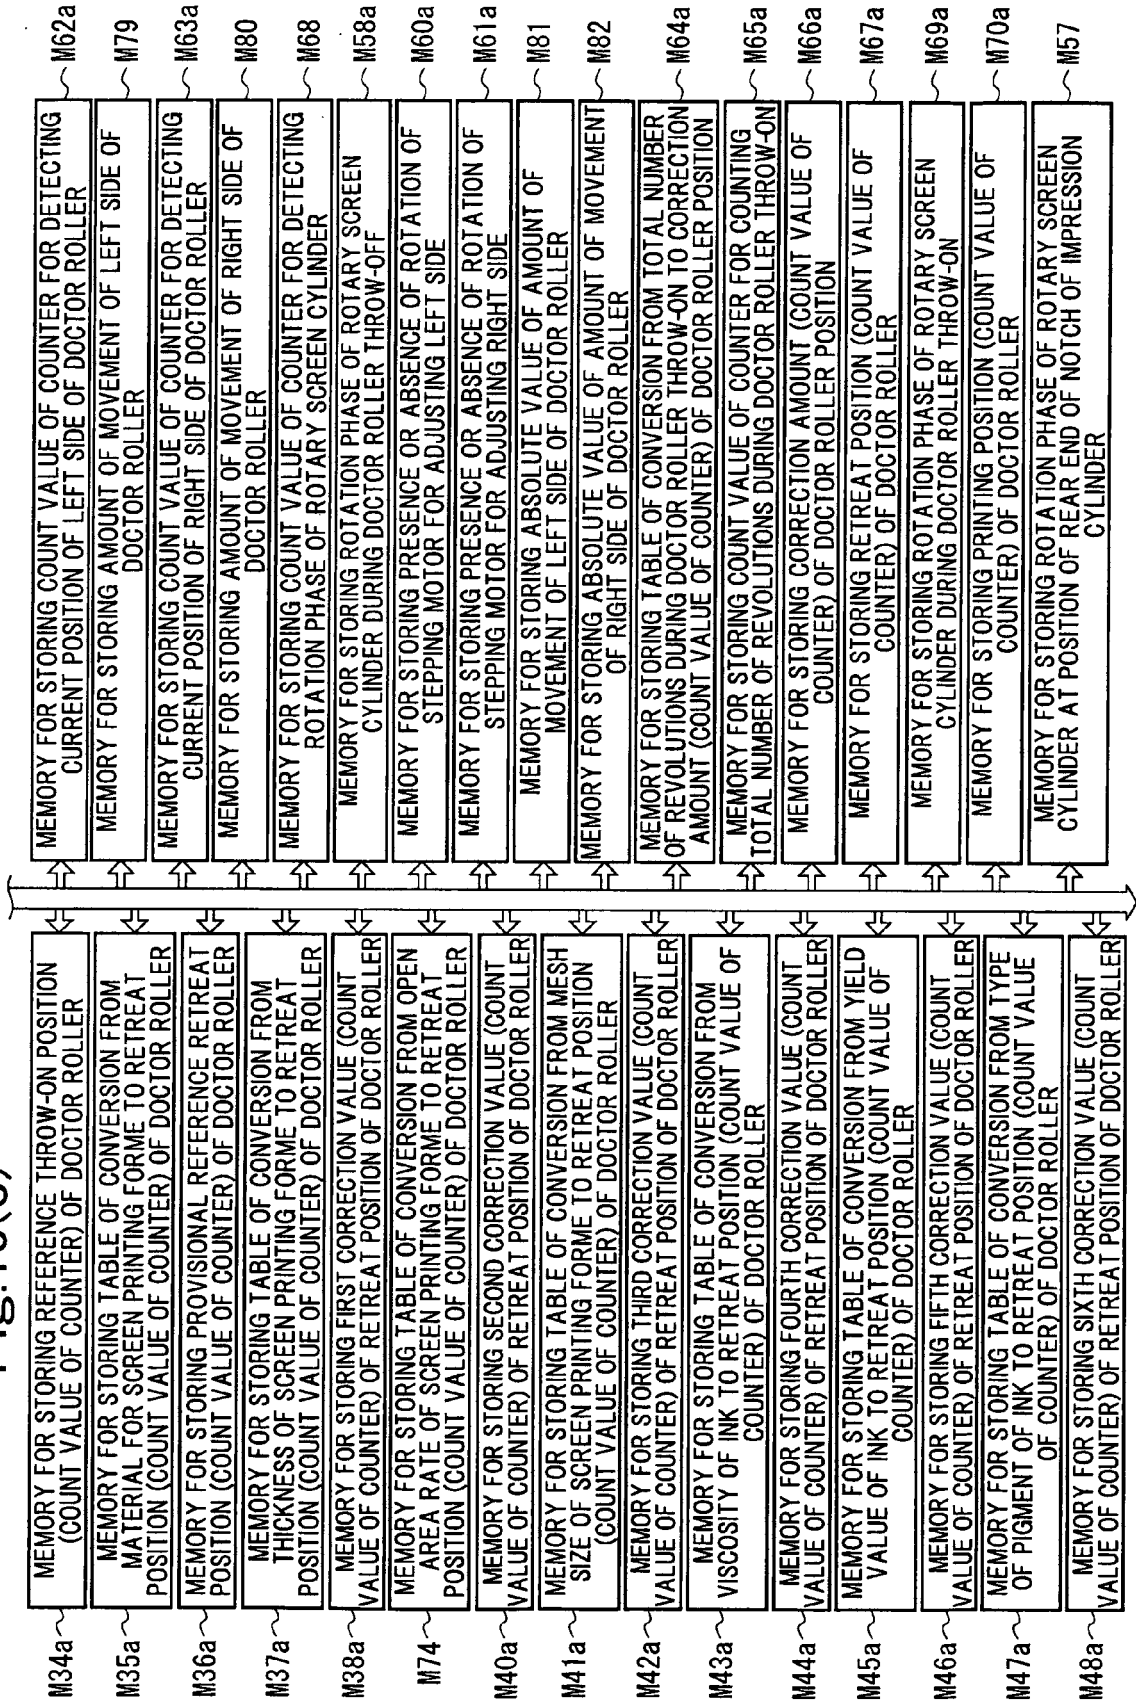 M34a
MEMORY FOR STORING REFERENCE THROW-ON POSITION
(COUNT VALUE OF COUNTER) OF DOCTOR ROLLER
M35a
MEMORY FOR STORING TABLE OF CONVERSION FROM
MATERIAL FOR SCREEN PRINTING FORME TO RETREAT
POSITION (COUNT VALUE OF COUNTER) OF DOCTOR ROLLER
M36a
MEMORY FOR STORING PROVISIONAL REFERENCE RETREAT
POSITION (COUNT VALUE OF COUNTER) OF DOCTOR ROLLER
M37a
MEMORY FOR STORING TABLE OF CONVERSION FROM
THICKNESS OF SCREEN PRINTING FORME TO RETREAT
POSITION (COUNT VALUE OF COUNTER) OF DOCTOR ROLLER
M38a
MEMORY FOR STORING FIRST CORRECTION VALUE (COUNT
VALUE OF COUNTER) OF RETREAT POSITION OF DOCTOR ROLLER
M74
MEMORY FOR STORING TABLE OF CONVERSION FROM OPEN
AREA RATE OF SCREEN PRINTING FORME TO RETREAT
POSITION (COUNT VALUE OF COUNTER) OF DOCTOR ROLLER
M40a
MEMORY FOR STORING SECOND CORRECTION VALUE (COUNT
VALUE OF COUNTER) OF RETREAT POSITION OF DOCTOR ROLLER
M41a
MEMORY FOR STORING TABLE OF CONVERSION FROM MESH
SIZE OF SCREEN PRINTING FORME TO RETREAT POSITION
(COUNT VALUE OF COUNTER) OF DOCTOR ROLLER
M42a
MEMORY FOR STORING THIRD CORRECTION VALUE (COUNT
VALUE OF COUNTER) OF RETREAT POSITION OF DOCTOR ROLLER
M43a
MEMORY FOR STORING TABLE OF CONVERSION FROM
VISCOSITY OF INK TO RETREAT POSITION (COUNT VALUE OF
COUNTER) OF DOCTOR ROLLER
M44a
MEMORY FOR STORING FOURTH CORRECTION VALUE (COUNT
VALUE OF COUNTER) OF RETREAT POSITION OF DOCTOR ROLLER
M45a
MEMORY FOR STORING TABLE OF CONVERSION FROM YIELD
VALUE OF INK TO RETREAT POSITION (COUNT VALUE OF
COUNTER) OF DOCTOR ROLLER
M46a
MEMORY FOR STORING FIFTH CORRECTION VALUE (COUNT
VALUE OF COUNTER) OF RETREAT POSITION OF DOCTOR ROLLER
M47a
MEMORY FOR STORING TABLE OF CONVERSION FROM TYPE
OF PIGMENT OF INK TO RETREAT POSITION (COUNT VALUE
OF COUNTER) OF DOCTOR ROLLER
M48a
MEMORY FOR STORING SIXTH CORRECTION VALUE (COUNT
VALUE OF COUNTER) OF RETREAT POSITION OF DOCTOR ROLLER
MEMORY FOR STORING COUNT VALUE OF COUNTER FOR DETECTING
CURRENT POSITION OF LEFT SIDE OF DOCTOR ROLLER
M62a
MEMORY FOR STORING AMOUNT OF MOVEMENT OF LEFT SIDE OF
DOCTOR ROLLER
M79
MEMORY FOR STORING COUNT VALUE OF COUNTER FOR DETECTING
CURRENT POSITION OF RIGHT SIDE OF DOCTOR ROLLER
M63a
MEMORY FOR STORING AMOUNT OF MOVEMENT OF RIGHT SIDE OF
DOCTOR ROLLER
M80
MEMORY FOR STORING COUNT VALUE OF COUNTER FOR DETECTING
ROTATION PHASE OF ROTARY SCREEN CYLINDER
M68
MEMORY FOR STORING ROTATION PHASE OF ROTARY SCREEN
CYLINDER DURING DOCTOR ROLLER THROW-OFF
M58a
MEMORY FOR STORING PRESENCE OR ABSENCE OF ROTATION OF
STEPPING MOTOR FOR ADJUSTING LEFT SIDE
M60a
MEMORY FOR STORING PRESENCE OR ABSENCE OF ROTATION OF
STEPPING MOTOR FOR ADJUSTING RIGHT SIDE
M61a
MEMORY FOR STORING ABSOLUTE VALUE OF AMOUNT OF
MOVEMENT OF LEFT SIDE OF DOCTOR ROLLER
M81
MEMORY FOR STORING ABSOLUTE VALUE OF AMOUNT OF MOVEMENT
OF RIGHT SIDE OF DOCTOR ROLLER
M82
MEMORY FOR STORING TABLE OF CONVERSION FROM TOTAL NUMBER
OF REVOLUTIONS DURING DOCTOR ROLLER THROW-ON TO CORRECTION
AMOUNT (COUNT VALUE OF COUNTER) OF DOCTOR ROLLER POSITION
M64a
MEMORY FOR STORING COUNT VALUE OF COUNTER FOR COUNTING
TOTAL NUMBER OF REVOLUTIONS DURING DOCTOR ROLLER THROW-ON
M65a
MEMORY FOR STORING CORRECTION AMOUNT (COUNT VALUE OF
COUNTER) OF DOCTOR ROLLER POSITION
M66a
MEMORY FOR STORING RETREAT POSITION (COUNT VALUE OF
COUNTER) OF DOCTOR ROLLER
M67a
MEMORY FOR STORING ROTATION PHASE OF ROTARY SCREEN
CYLINDER DURING DOCTOR ROLLER THROW-ON
M69a
MEMORY FOR STORING PRINTING POSITION (COUNT VALUE OF
COUNTER) OF DOCTOR ROLLER
M70a
MEMORY FOR STORING ROTATION PHASE OF ROTARY SCREEN
CYLINDER AT POSITION OF REAR END OF NOTCH OF IMPRESSION
CYLINDER
M57